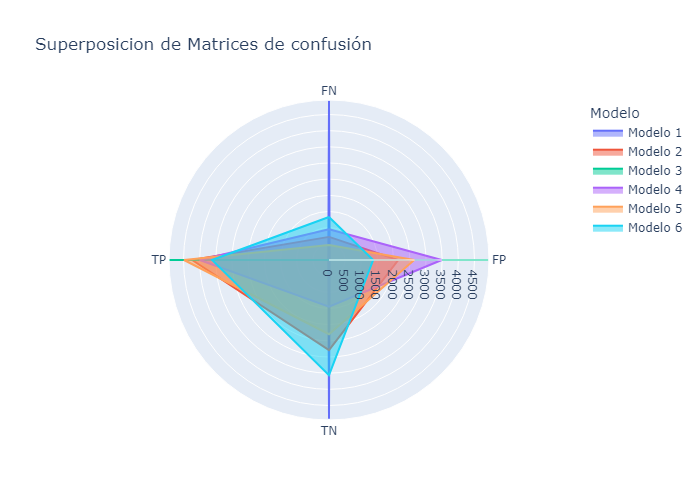 Superposicion de Matrices de confusión
FN
Modelo
Modelo 1
Modelo 2
Modelo 3
Modelo 4
Modelo 5
Modelo 6
TP
FP
0
500
1000
1500
2000
2500
3000
3500
4000
4500
TN